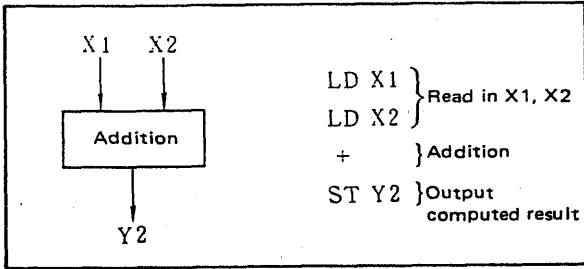 X1 X2
Addition
Y2
LD X1
LD X2
Read in X1, X2
+ Addition
ST Y2 Output
computed result